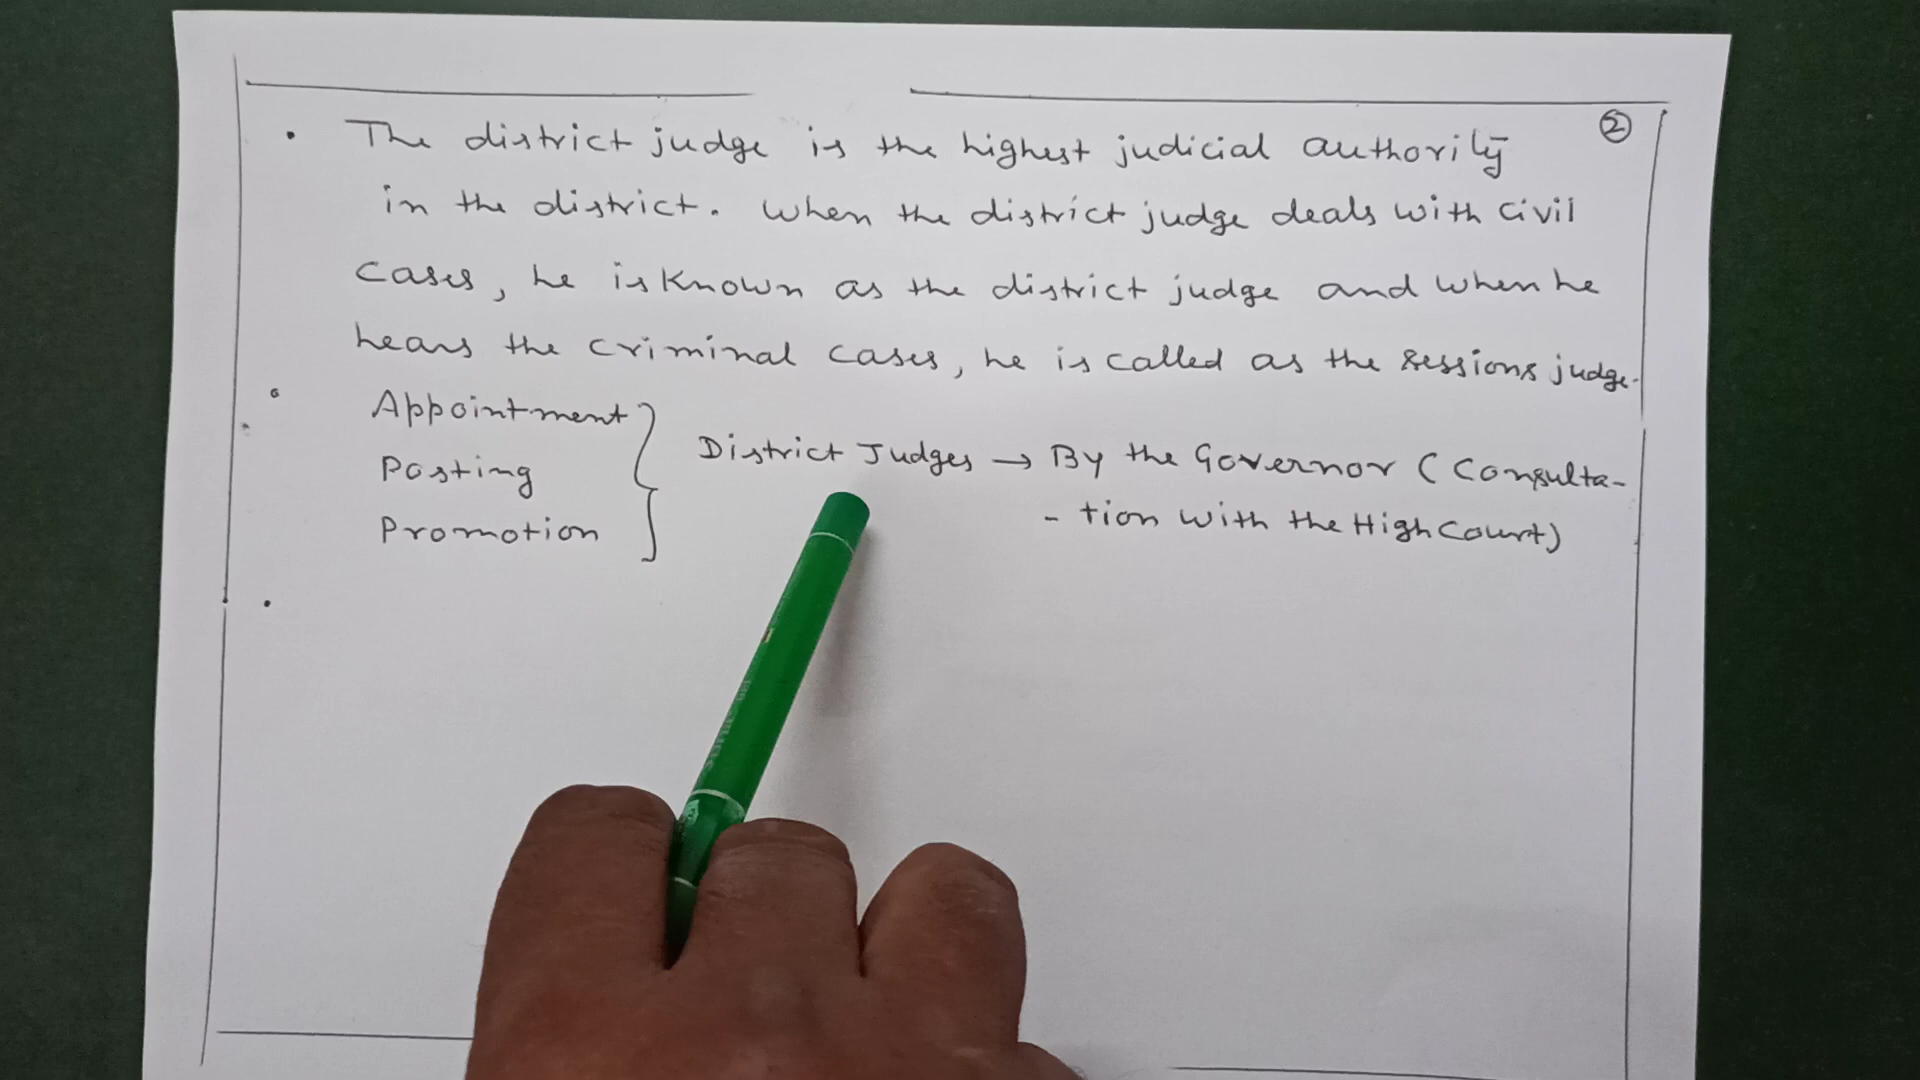 ②
• The district judge is the highest judicial authority
in the district. When the district judge deals with civil
cases, he is known as the district judge and when he
hears the criminal cases, he is called as the sessions judge.
• Appointment
Posting
Promotion
District Judges → By the Governor (Consulta-
- tion with the High Court)
•